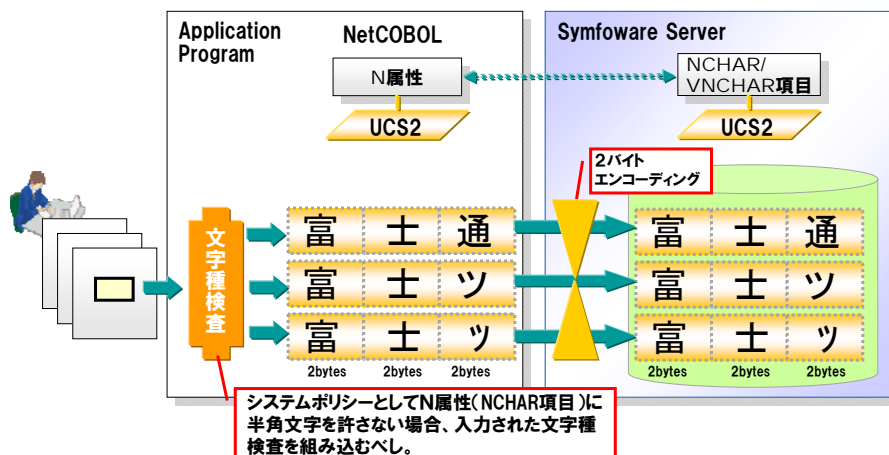 Application
Program
NetCOBOL
Symfoware Server
N属性
NCHAR/
VNCHAR項目
UCS2
UCS2
2バイト
エンコーディング
文字種検査
富 士 通
富 士 通
富 士 ツ
富 士 ツ
富 士 ッ
富 士 ッ
2bytes 2bytes 2bytes
2bytes 2bytes 2bytes
システムポリシーとしてN属性(NCHAR項目)に
半角文字を許さない場合、入力された文字種
検査を組み込むべし。